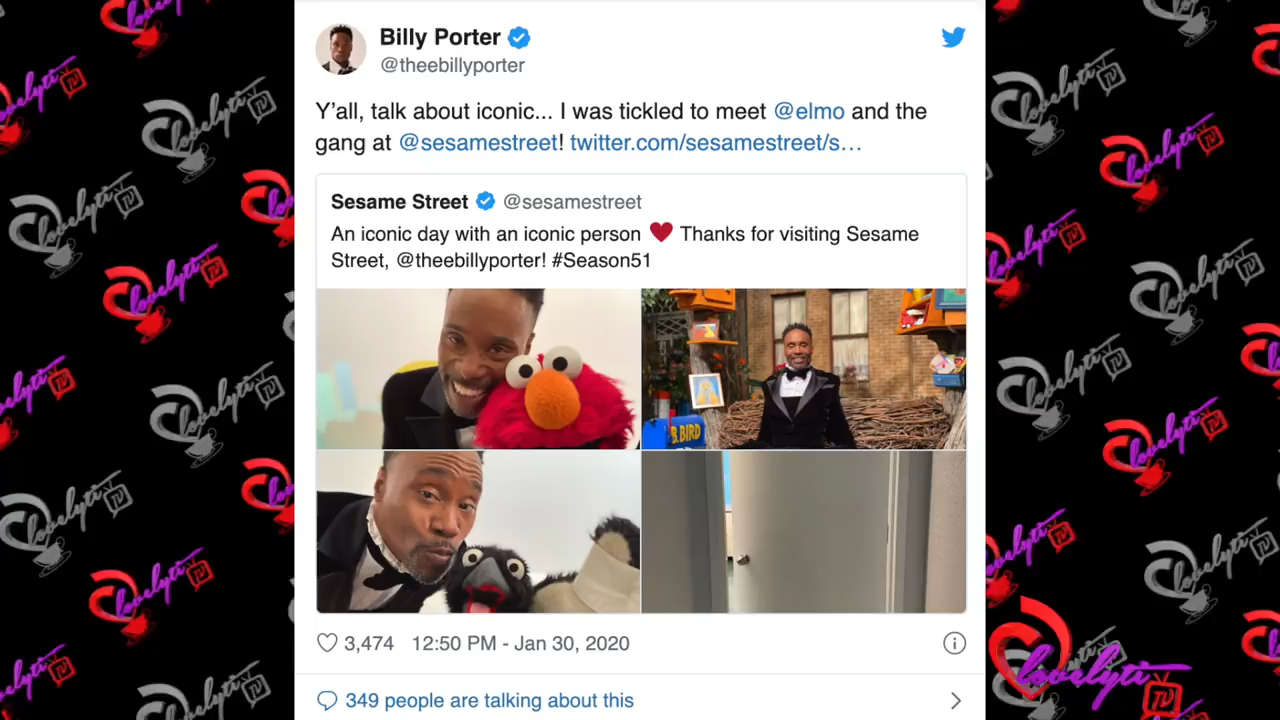 Billy Porter
@theebillyporter
Y'all, talk about iconic... I was tickled to meet @elmo and the
gang at @sesamestreet! twitter.com/sesamestreet/s…
Sesame Street @sesamestreet
An iconic day with an iconic person ❤ Thanks for visiting Sesame
Street, @theebillyporter! #Season51
B. BIRD
3,474 12:50 PM - Jan 30, 2020
349 people are talking about this
lovelyti TV